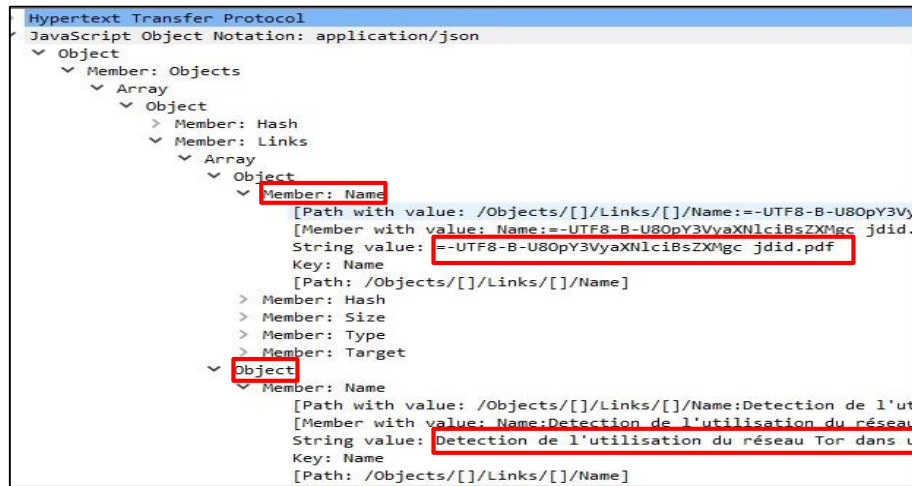 Hypertext Transfer Protocol
JavaScript Object Notation: application/json
Object
Member: Objects
Array
Object
Member: Hash
Member: Links
Array
Object
Member: Name
[Path with value: /Objects/[]/Links/[]/Name:=-UTF8-B-U8OpY3Vy
[Member with value: Name:=-UTF8-B-U8OpY3VyaXNlciBsZXMgc jdid.
String value: =-UTF8-B-U8OpY3VyaXNlciBsZXMgc jdid.pdf
Key: Name
[Path: /Objects/[]/Links/[]/Name]
Member: Hash
Member: Size
Member: Type
Member: Target
Object
Member: Name
[Path with value: /Objects/[]/Links/[]/Name:Detection de l'ut
[Member with value: Name:Detection de l'utilisation du réseau
String value: Detection de l'utilisation du réseau Tor dans u
Key: Name
[Path: /Objects/[]/Links/[]/Name]